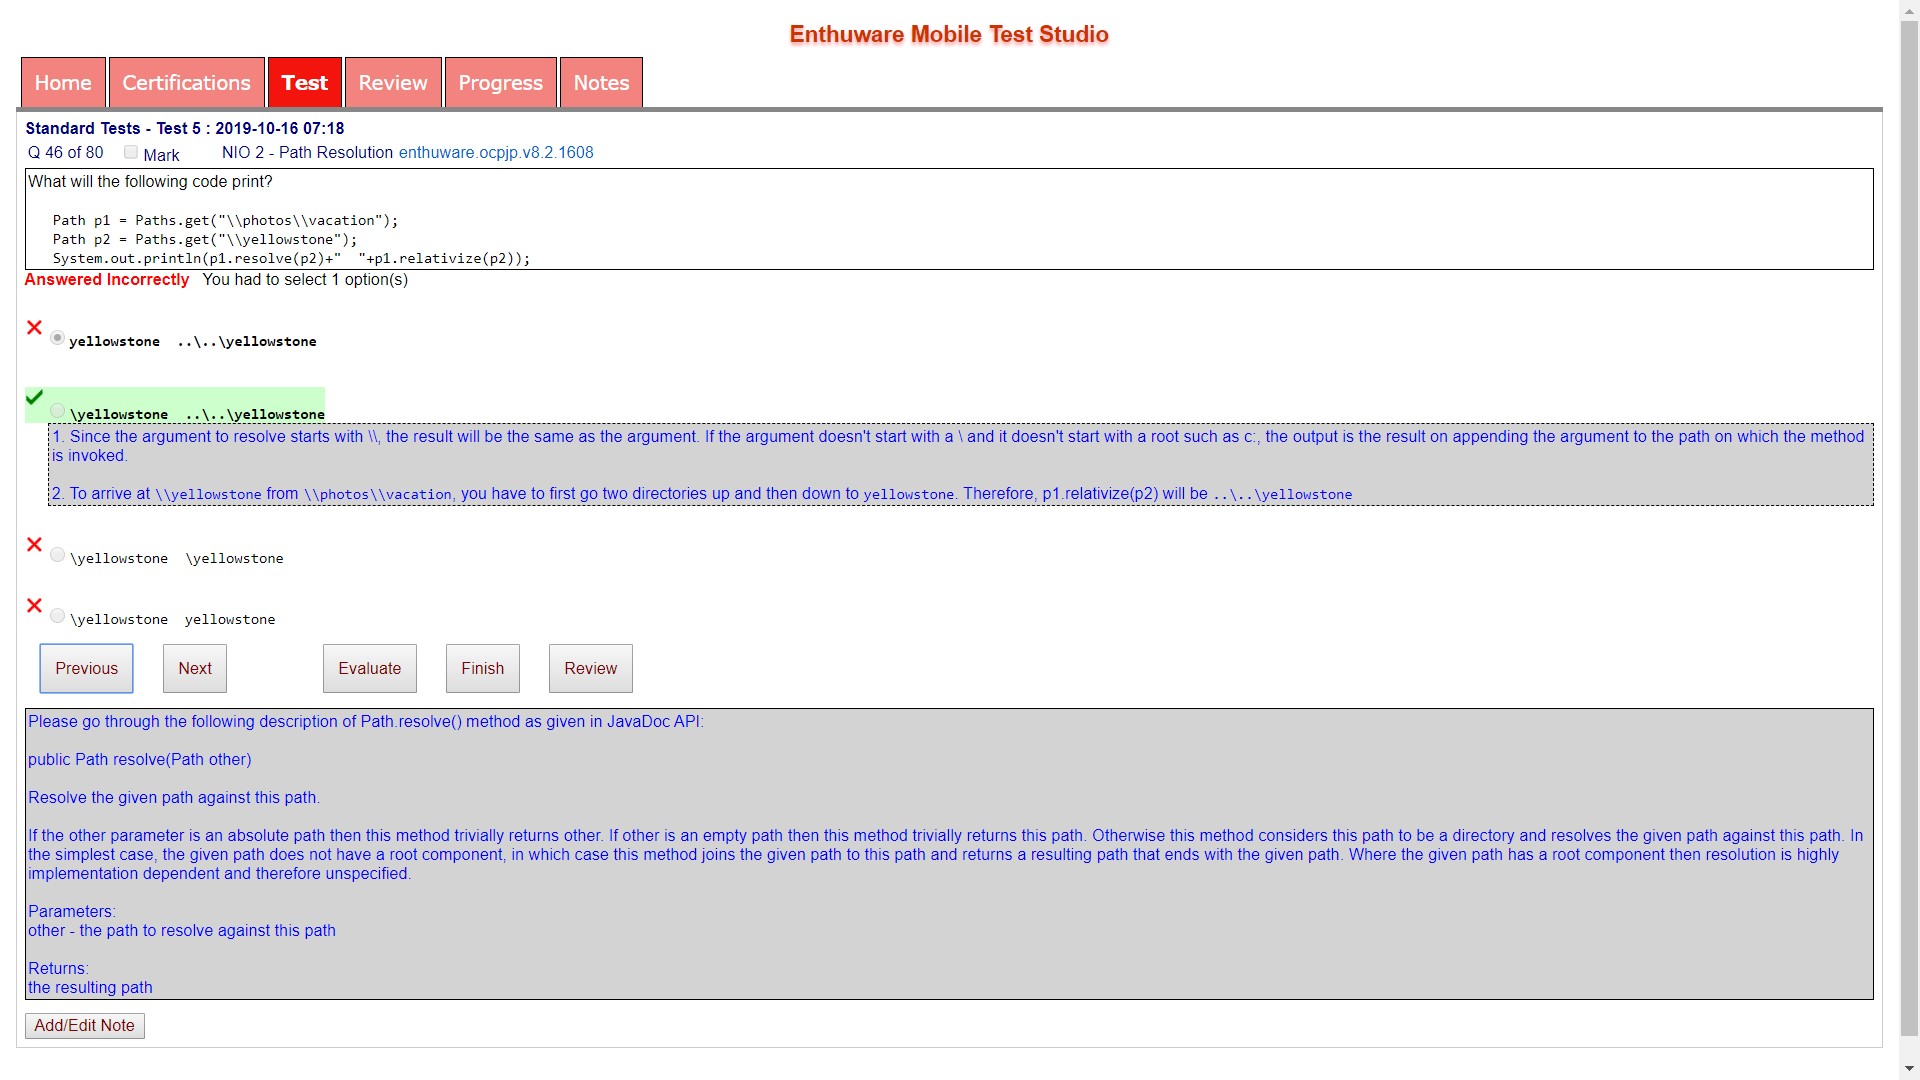 Enthuware Mobile Test Studio
Home Certifications Test Review Progress Notes
Standard Tests - Test 5 : 2019-10-16 07:18
Q 46 of 80 Mark NIO 2 - Path Resolution enthuware.ocpjp.v8.2.1608
What will the following code print?
Path p1 = Paths.get("\\photos\\vacation");
Path p2 = Paths.get("\\yellowstone");
System.out.println(p1.resolve(p2)+"  "+p1.relativize(p2));
Answered Incorrectly You had to select 1 option(s)
yellowstone  ..\..\yellowstone
\yellowstone  ..\..\yellowstone
1. Since the argument to resolve starts with \\, the result will be the same as the argument. If the argument doesn't start with a \ and it doesn't start with a root such as c:, the output is the result on appending the argument to the path on which the method
is invoked.
2. To arrive at \\yellowstone from \\photos\\vacation, you have to first go two directories up and then down to yellowstone. Therefore, p1.relativize(p2) will be ..\..\yellowstone
\yellowstone  \yellowstone
\yellowstone  yellowstone
Previous Next Evaluate Finish Review
Please go through the following description of Path.resolve() method as given in JavaDoc API:
public Path resolve(Path other)
Resolve the given path against this path.
If the other parameter is an absolute path then this method trivially returns other. If other is an empty path then this method trivially returns this path. Otherwise this method considers this path to be a directory and resolves the given path against this path. In
the simplest case, the given path does not have a root component, in which case this method joins the given path to this path and returns a resulting path that ends with the given path. Where the given path has a root component then resolution is highly
implementation dependent and therefore unspecified.
Parameters:
other - the path to resolve against this path
Returns:
the resulting path
Add/Edit Note